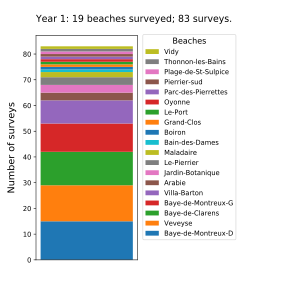 Year 1: 19 beaches surveyed; 83 surveys.
Beaches
Vidy
Thonnon-les-Bains
Plage-de-St-Sulpice
Pierrier
Parc-des-Pierrettes
Oyonne
Le-Port
Grand-Clos
Boiron
Bain-des-Dames
Maladaire
Le-Pierrier
Jardin-Botanique
Arabie
Villa-Barton
Baye-de-Montreux-G
Baye-de-Clarens
Veveyse
Baye-de-Montreux-D
Number of surveys
80
70
60
50
40
30
20
10
0